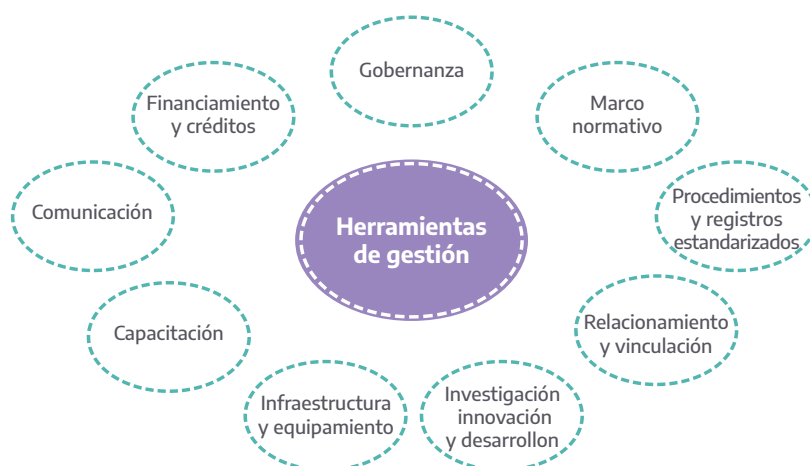 Gobernanza
Financiamiento
y créditos
Marco
normativo
Comunicación
Procedimientos
y registros
estandarizados
Herramientas
de gestión
Capacitación
Relacionamiento
y vinculación
Infraestructura
y equipamiento
Investigación
innovación
y desarrollon